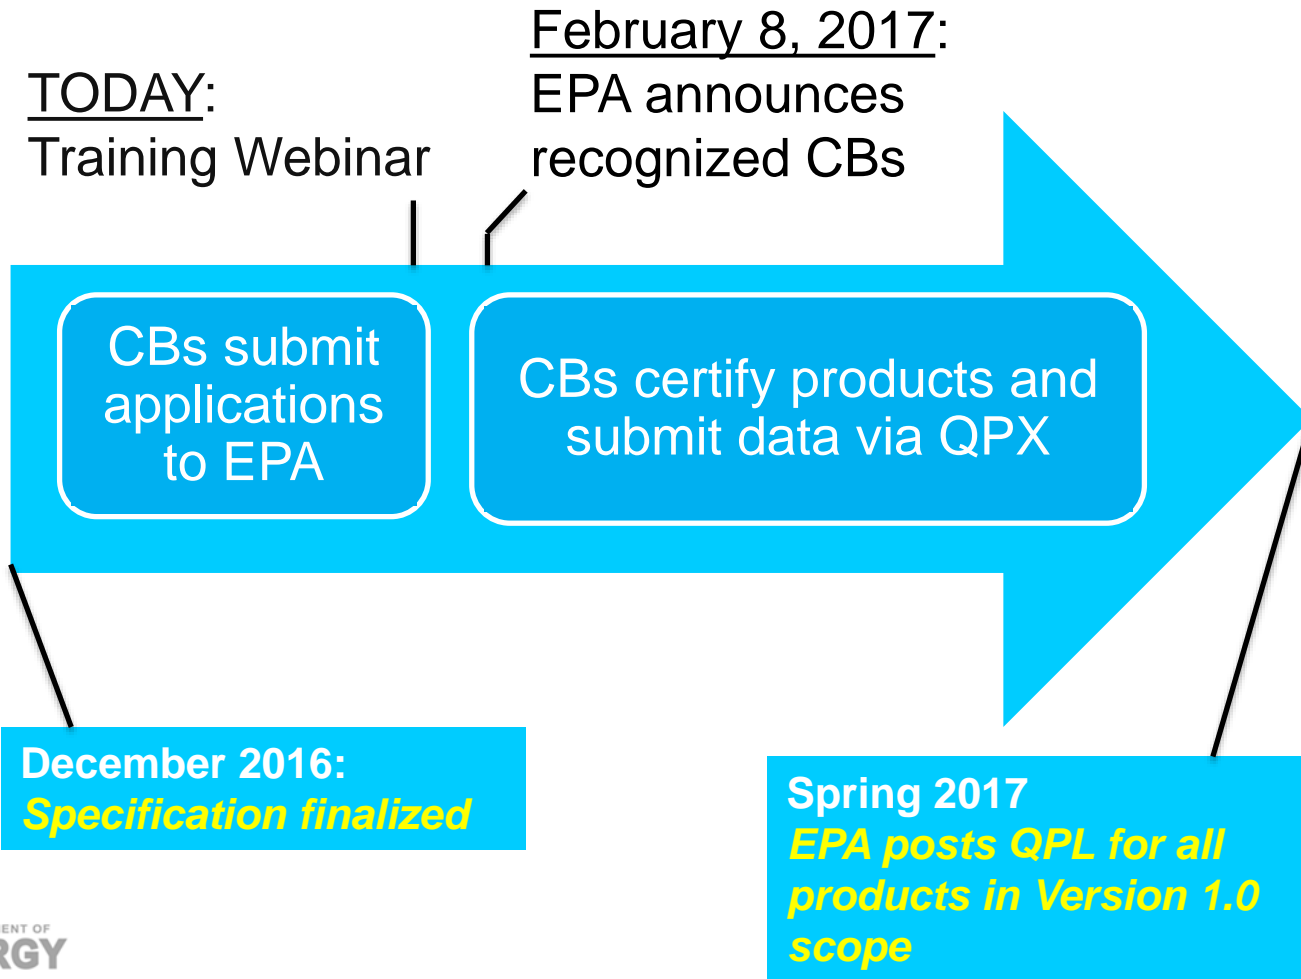 TODAY:
Training Webinar
February 8, 2017:
EPA announces
recognized CBs
CBs submit
applications
to EPA
CBs certify products and
submit data via QPX
December 2016:
Specification finalized
Spring 2017
EPA posts QPL for all
products in Version 1.0
scope